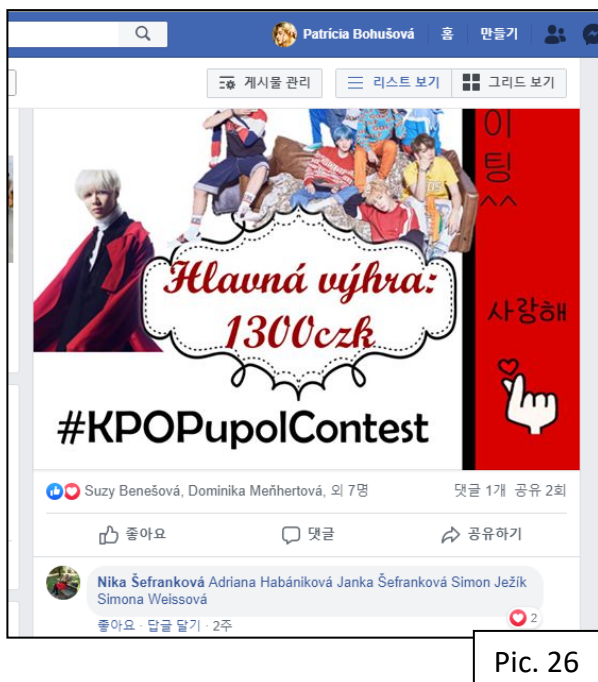 Patrícia Bohušová 홈 만들기
게시물 관리 리스트 보기 그리드 보기
이
팅
^^
Hlavná výhra:
1300czk
사랑해
#KPOPupolContest
Suzy Benešová, Dominika Meňhertová, 외 7명 댓글 1개 공유 2회
좋아요 댓글 공유하기
Nika Šefranková Adriana Habániková Janka Šefranková Simon Ježík
Simona Weissová
좋아요 · 답글 달기 · 2주 2
Pic. 26